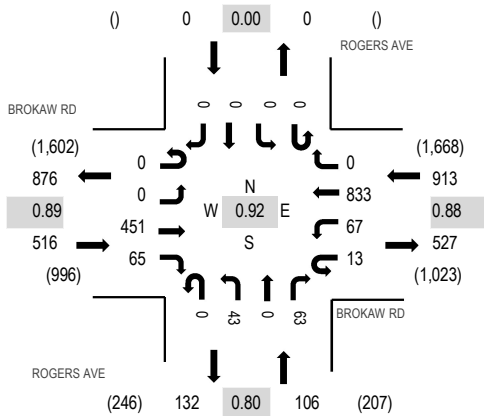 () 0 0.00 0 ()
ROGERS AVE
BROKAW RD
0 0 0 0
(1,602) (1,668)
876 0 0 913
0 N 833
0.89 W 0.92 E 0.88
451 67
516 S 527
65 13
(996) (1,023)
0 43 0 63
BROKAW RD
ROGERS AVE
(246) 132 0.80 106 (207)